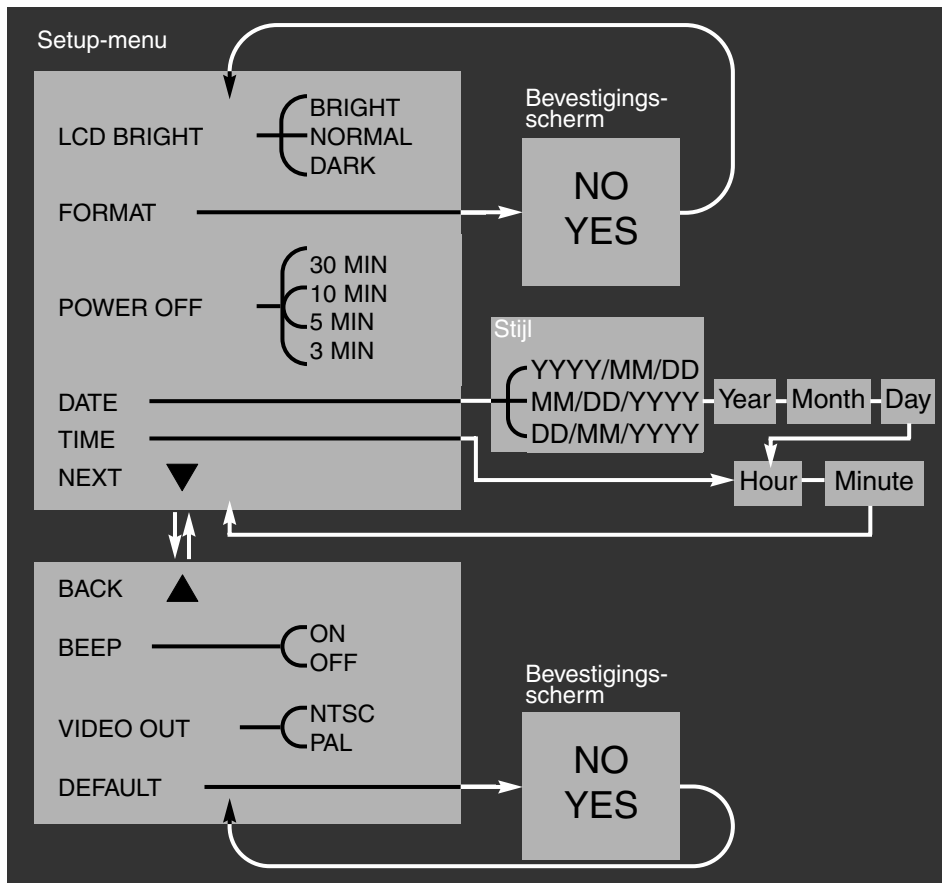 Setup-menu
LCD BRIGHT
BRIGHT
NORMAL
DARK
FORMAT
Bevestigings-
scherm
NO
YES
POWER OFF
30 MIN
10 MIN
5 MIN
3 MIN
DATE
Stijl
YYYY/MM/DD
MM/DD/YYYY
DD/MM/YYYY
Year
Month
Day
TIME
Hour
Minute
NEXT
BACK
BEEP
ON
OFF
VIDEO OUT
NTSC
PAL
DEFAULT
Bevestigings-
scherm
NO
YES